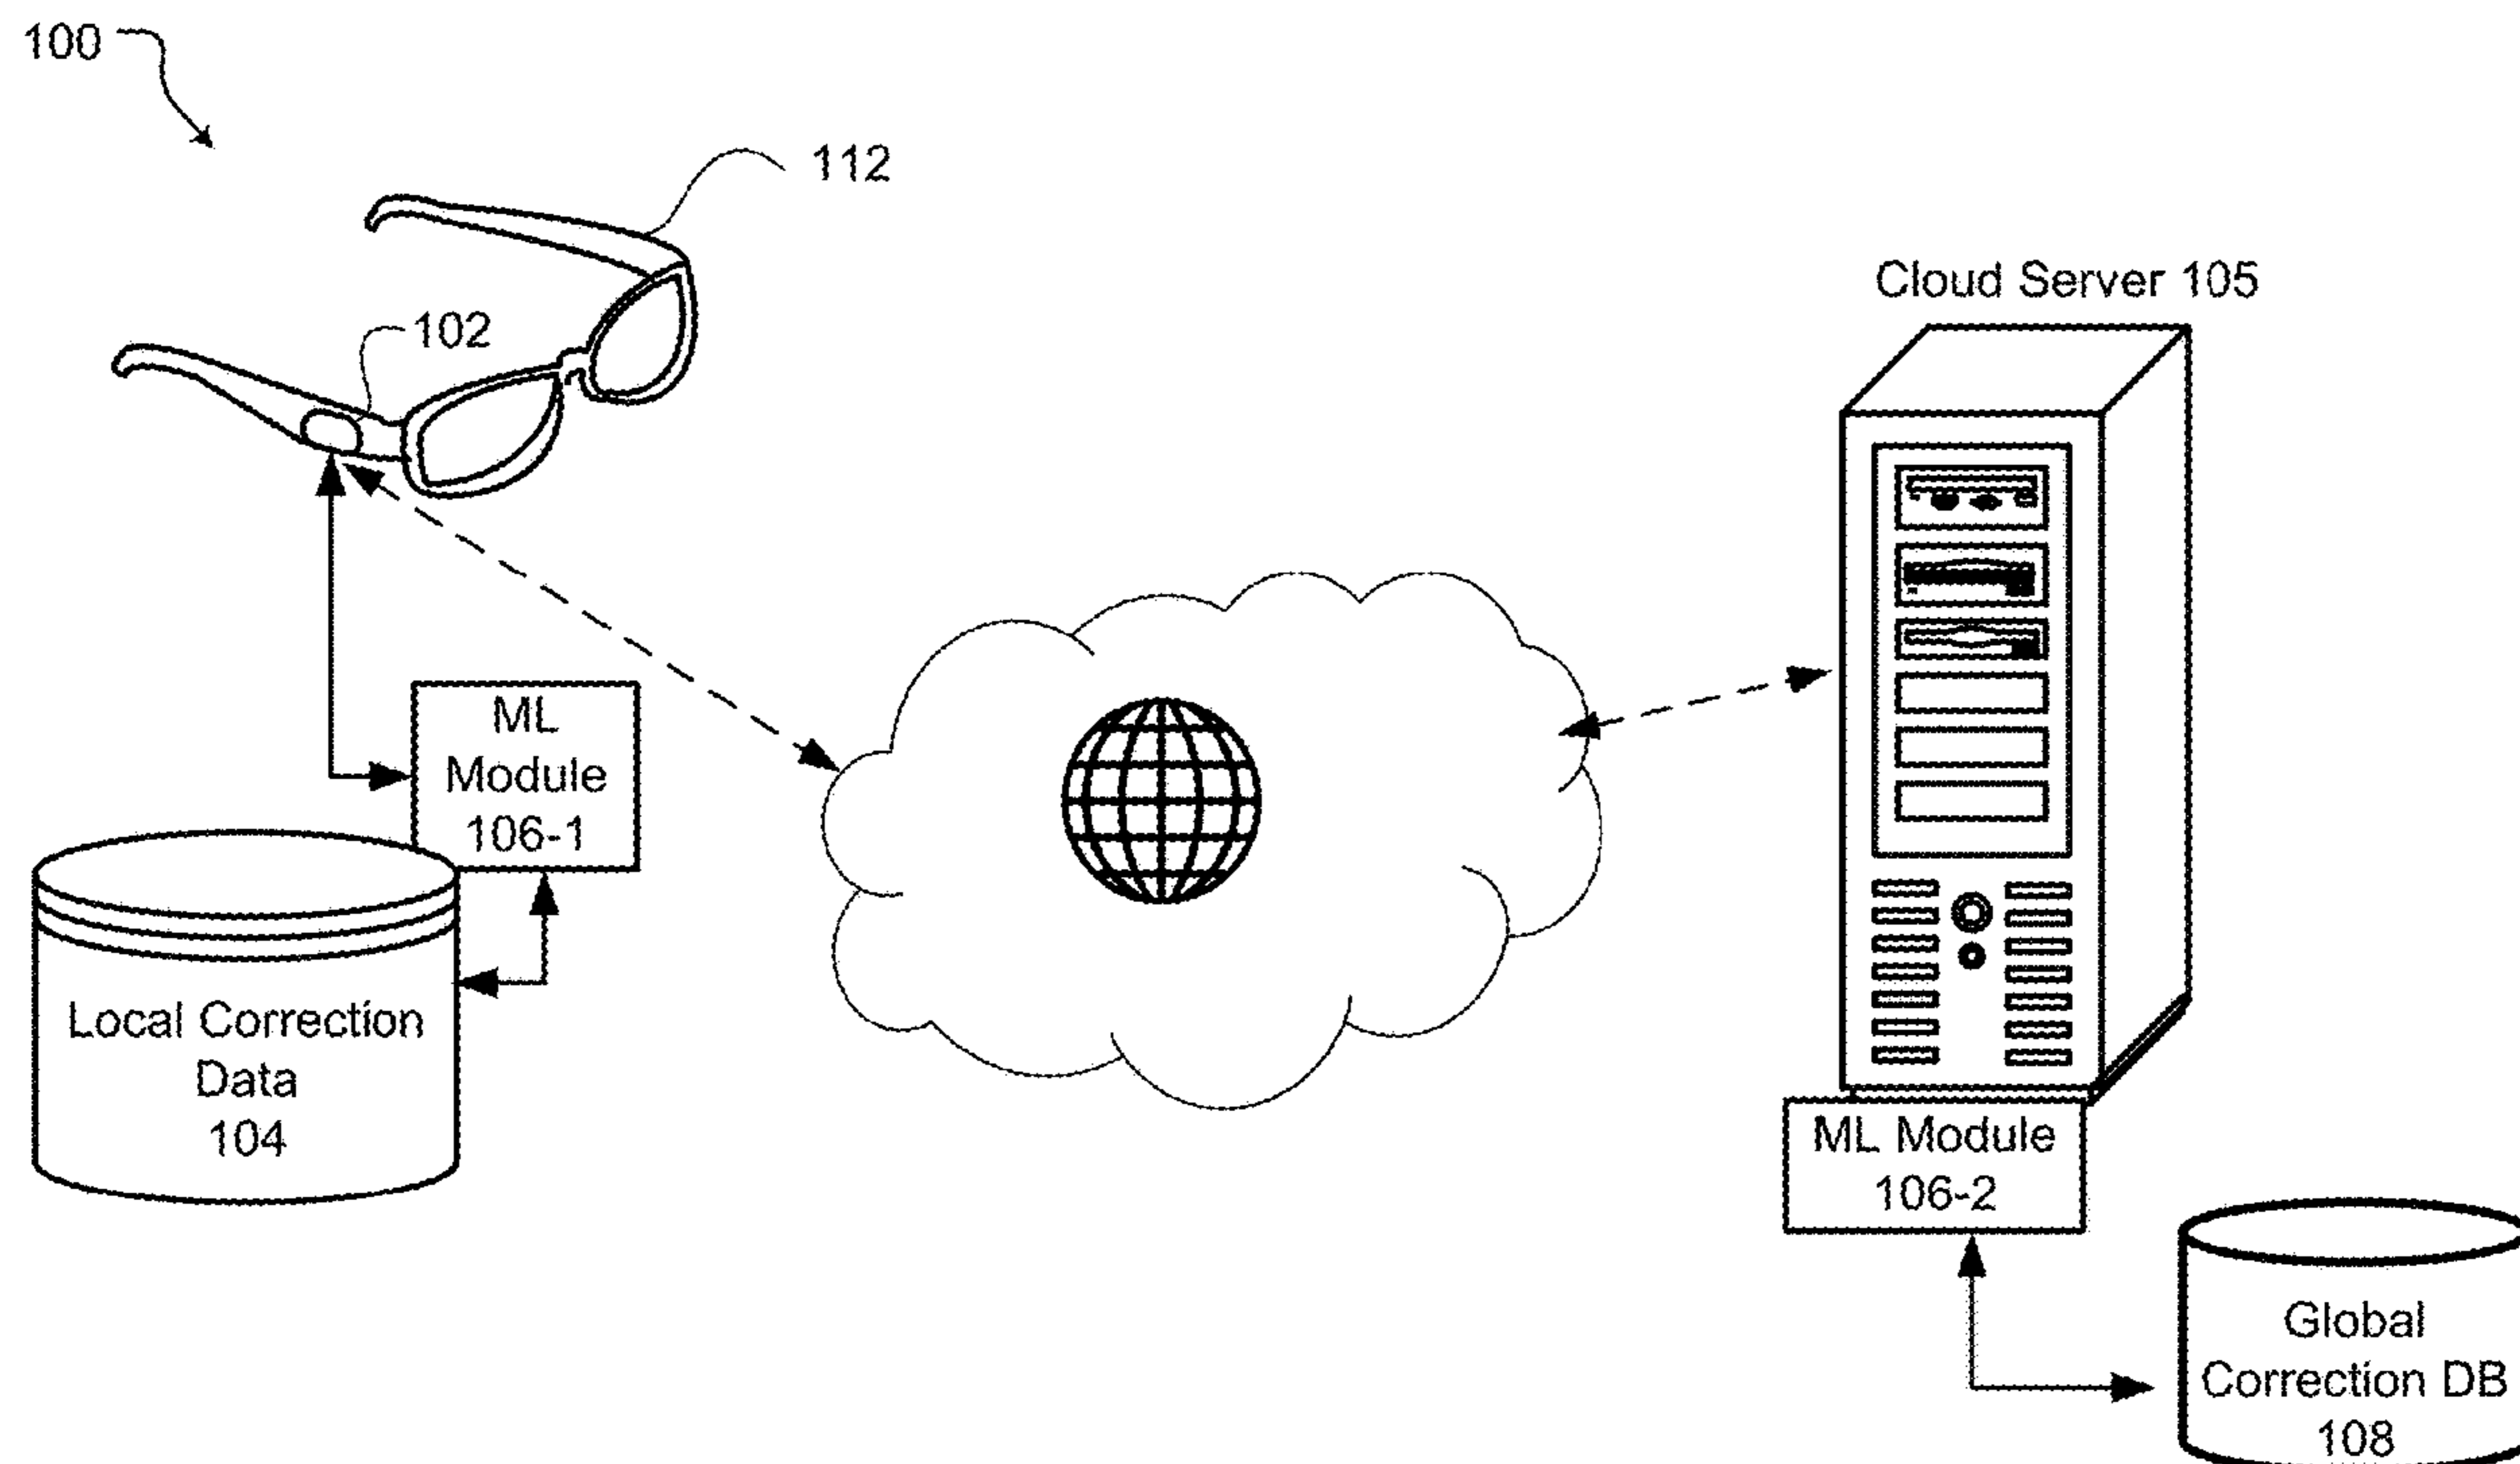 100
112
102
Cloud Server 105
ML
Module
106-1
Local Correction
Data
104
ML Module
106-2
Global
Correction DB
108